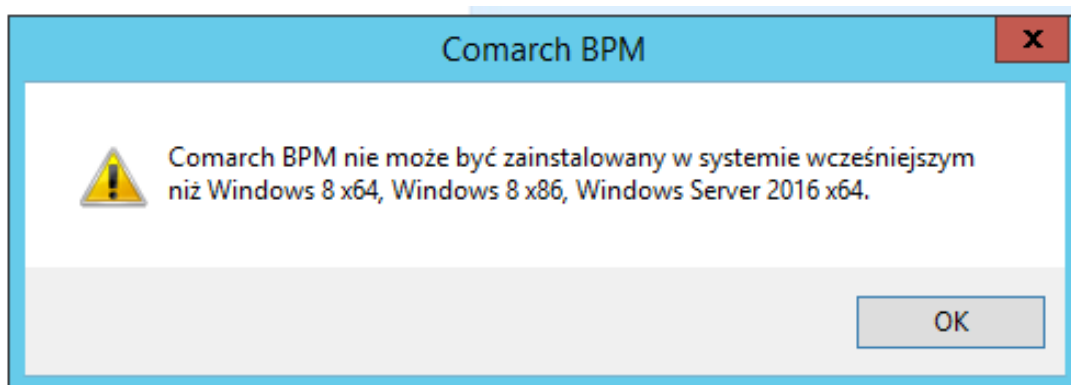 Comarch BPM
x
Comarch BPM nie może być zainstalowany w systemie wcześniejszym
niż Windows 8 x64, Windows 8 x86, Windows Server 2016 x64.
OK